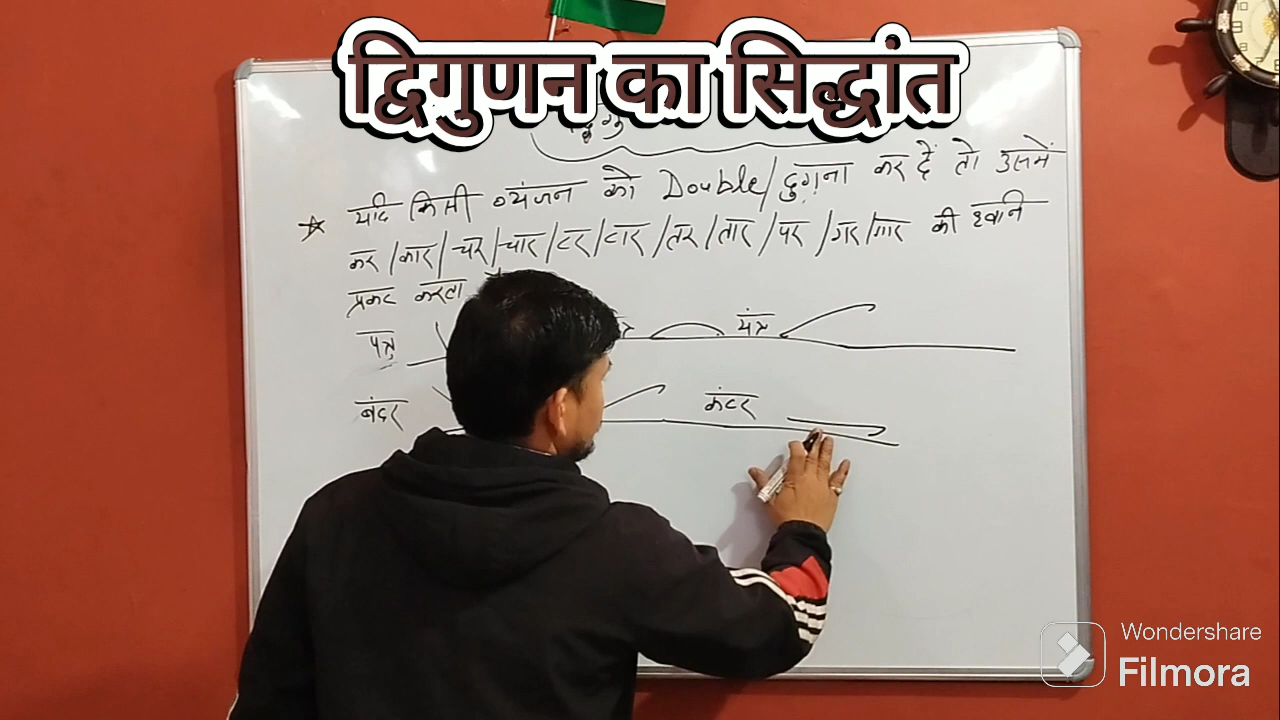 द्विगुणन का सिद्धांत
यदि किसी व्यंजन को Double/दुगुना कर दें तो उसमें
कर/कार/चर/चार/टर/टार/तर/तार/पर/गर/गार की ध्वनि
प्रकट करता
पत्र यंत्र
बंदर कंटर
Wondershare
Filmora